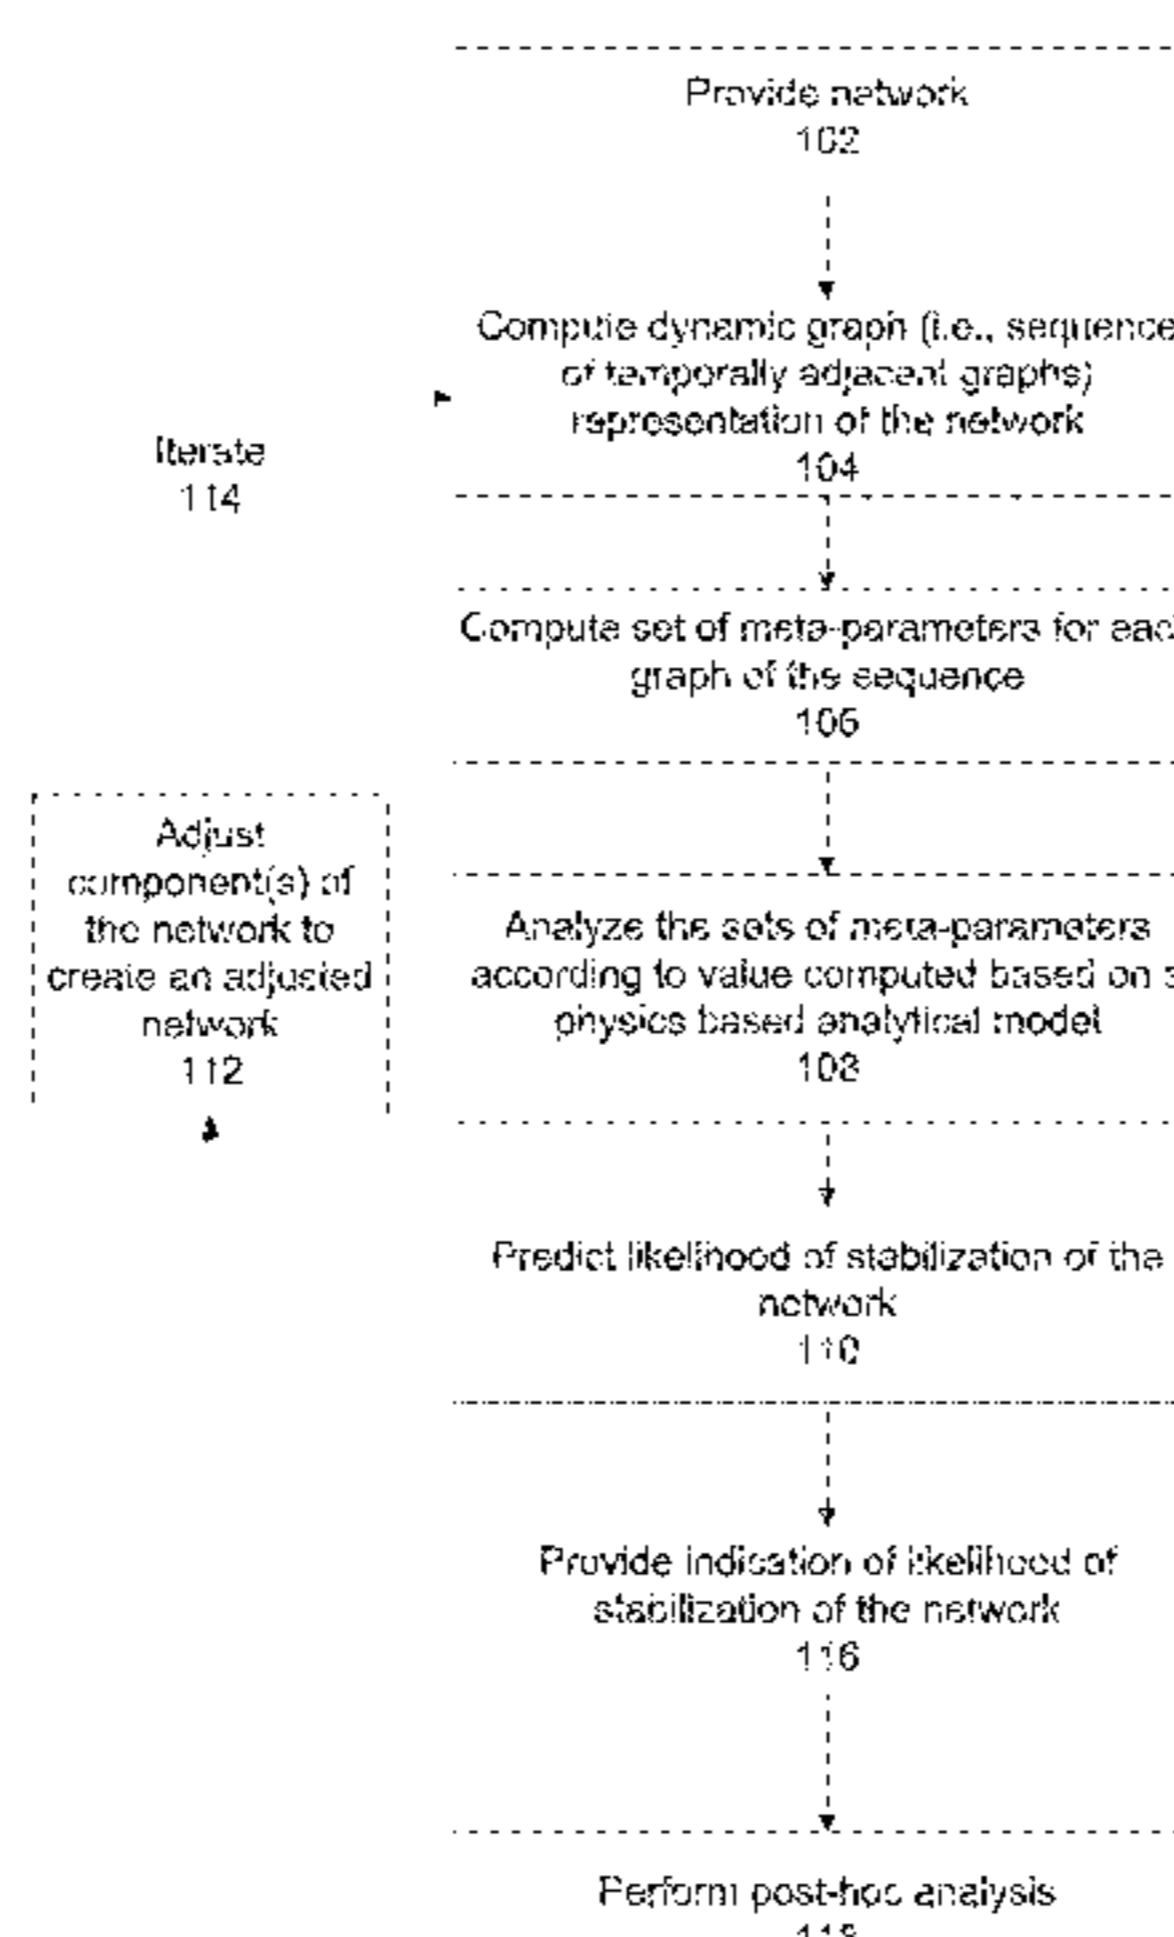 Provide network
102
Compute dynamic graph (i.e., sequence
of temporally adjacent graphs)
representation of the network
104
Iterate
114
Compute set of meta-parameters for eac
graph of the sequence
106
Adjust
component(s) of
the network to
create an adjusted
network
112
Analyze the sets of meta-parameters
according to value computed based on a
physics based analytical model
108
Predict likelihood of stabilization of the
network
110
Provide indication of likelihood of
stabilization of the network
116
Perform post-hoc analysis
118